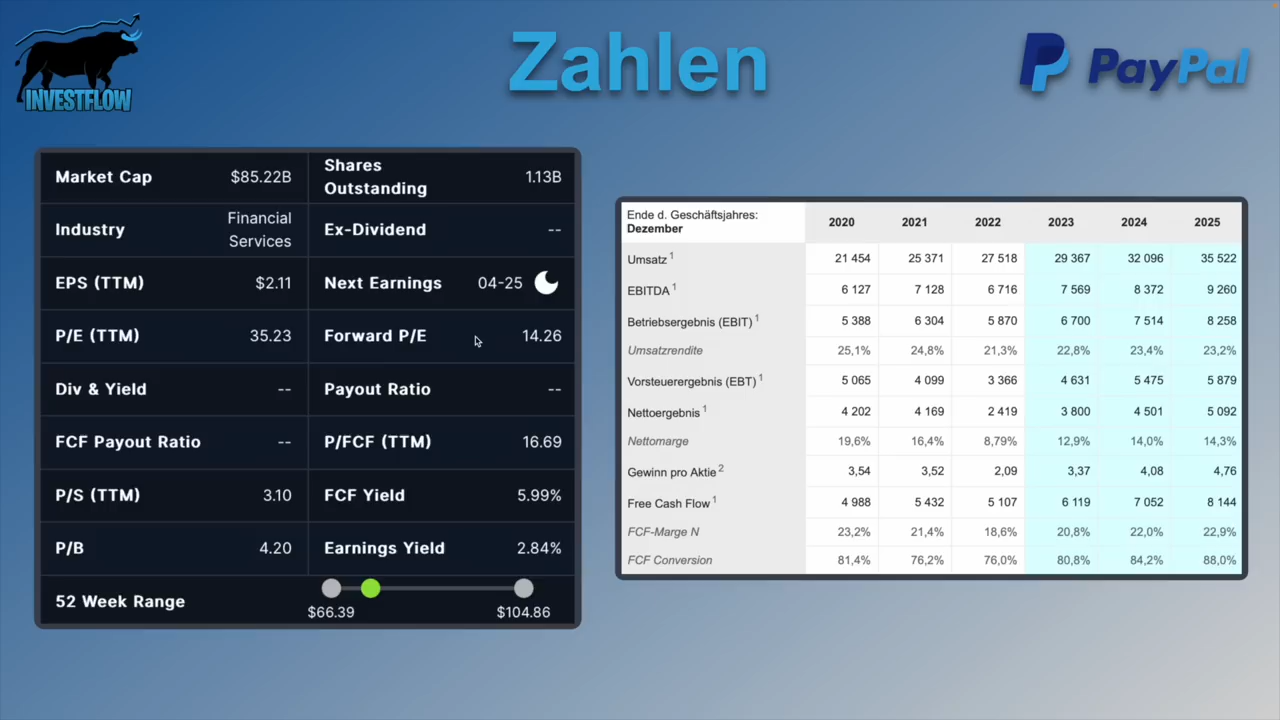 INVESTFLOW
Zahlen
PayPal
Market Cap $85.22B
Shares
Outstanding 1.13B
Industry Financial
Services
Ex-Dividend --
EPS (TTM) $2.11
Next Earnings 04-25
P/E (TTM) 35.23
Forward P/E 14.26
Div & Yield --
Payout Ratio --
FCF Payout Ratio --
P/FCF (TTM) 16.69
P/S (TTM) 3.10
FCF Yield 5.99%
P/B 4.20
Earnings Yield 2.84%
52 Week Range
$66.39 $104.86
Ende d. Geschäftsjahres:
Dezember 2020 2021 2022 2023 2024 2025
Umsatz 1 21 454 25 371 27 518 29 367 32 096 35 522
EBITDA 1 6 127 7 128 6 716 7 569 8 372 9 260
Betriebsergebnis (EBIT) 1 5 388 6 304 5 870 6 700 7 514 8 258
Umsatzrendite 25,1% 24,8% 21,3% 22,8% 23,4% 23,2%
Vorsteuerergebnis (EBT) 1 5 065 4 099 3 366 4 631 5 475 5 879
Nettoergebnis 1 4 202 4 169 2 419 3 800 4 501 5 092
Nettomarge 19,6% 16,4% 8,79% 12,9% 14,0% 14,3%
Gewinn pro Aktie 2 3,54 3,52 2,09 3,37 4,08 4,76
Free Cash Flow 1 4 988 5 432 5 107 6 119 7 052 8 144
FCF-Marge N 23,2% 21,4% 18,6% 20,8% 22,0% 22,9%
FCF Conversion 81,4% 76,2% 76,0% 80,8% 84,2% 88,0%